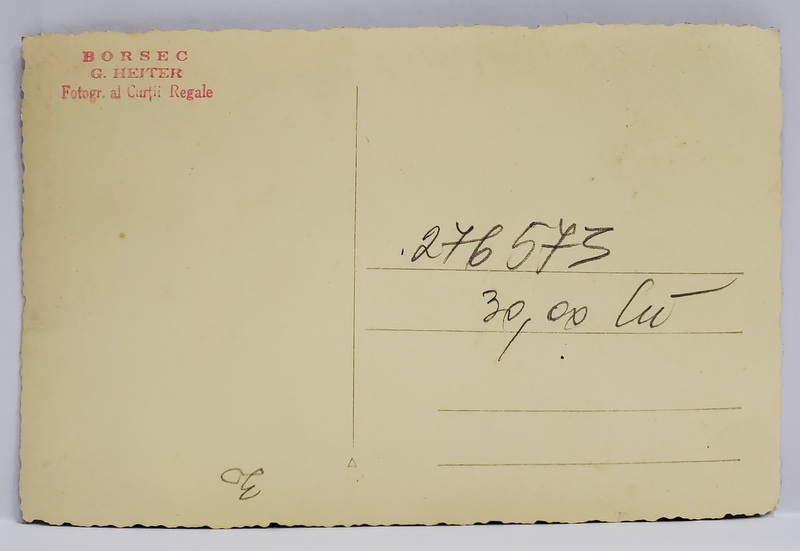 BORSEC
G. HEITER
Fotogr. al Curții Regale
276573
30,00 lei
30